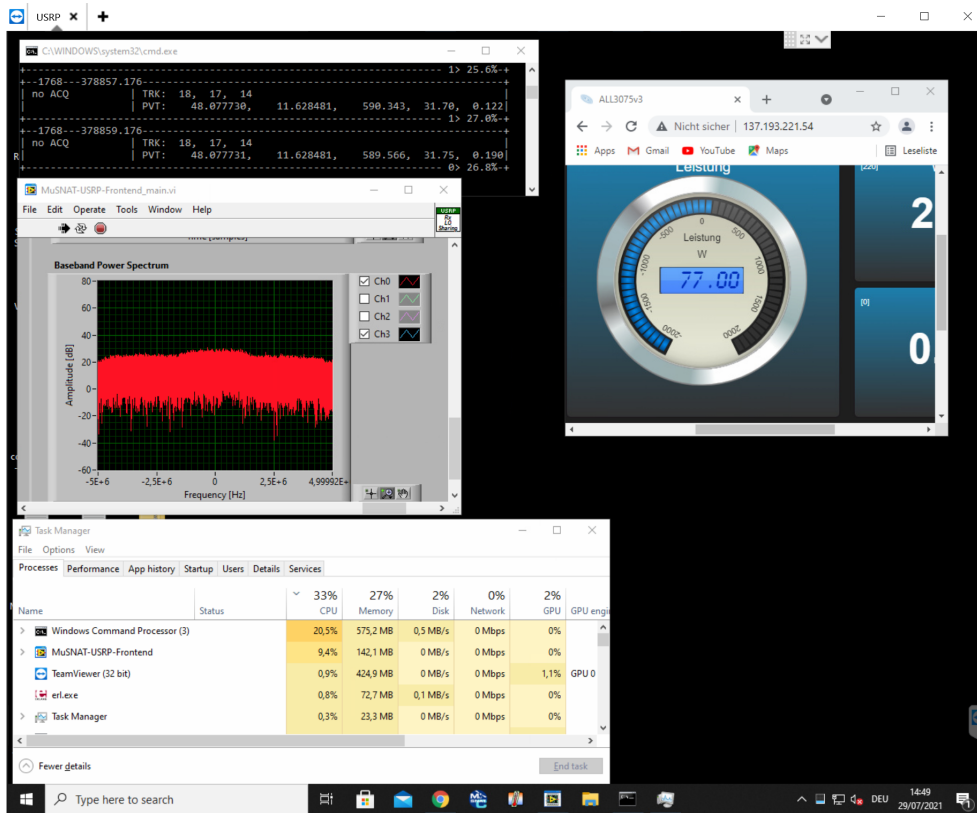 USRP
C:\WINDOWS\system32\cmd.exe
+---------------------------------------------------------- 1> 25.6%-+
+--1768---378857.176--------------------------------------------------+
| no ACQ | TRK: 18, 17, 14 |
| | PVT: 48.077730, 11.628481, 590.343, 31.70, 0.122|
+---------------------------------------------------------- 1> 27.0%-+
+--1768---378859.176--------------------------------------------------+
| no ACQ | TRK: 18, 17, 14 |
| | PVT: 48.077731, 11.628481, 589.566, 31.75, 0.190|
+---------------------------------------------------------- 0> 26.8%-+
ALL3075v3
Nicht sicher | 137.193.221.54
Apps Gmail YouTube Maps Leseliste
Leistung
[220]
2
Leistung
W
77.00
-2000 -1500 -1000 -500 0 500 1000 1500 2000
[0]
0.
MuSNAT-USRP-Frontend_main.vi
File Edit Operate Tools Window Help
USRP
Rx
LO
Sharing
Time [samples]
Baseband Power Spectrum
Ch0
Ch1
Ch2
Ch3
80-
60-
40-
20-
0-
-20-
-40-
-60-
Amplitude [dB]
-5E+6 -2,5E+6 0 2,5E+6 4,99992E+
Frequency [Hz]
Task Manager
File Options View
Processes Performance App history Startup Users Details Services
33% 27% 2% 0% 2%
Name Status CPU Memory Disk Network GPU GPU engi
Windows Command Processor (3) 20,5% 575,2 MB 0,5 MB/s 0 Mbps 0%
MuSNAT-USRP-Frontend 9,4% 142,1 MB 0 MB/s 0 Mbps 0%
TeamViewer (32 bit) 0,9% 424,9 MB 0 MB/s 0 Mbps 1,1% GPU 0
erl.exe 0,8% 72,7 MB 0,1 MB/s 0 Mbps 0%
Task Manager 0,3% 23,3 MB 0 MB/s 0 Mbps 0%
Fewer details
End task
Type here to search
DEU
14:49
29/07/2021
1